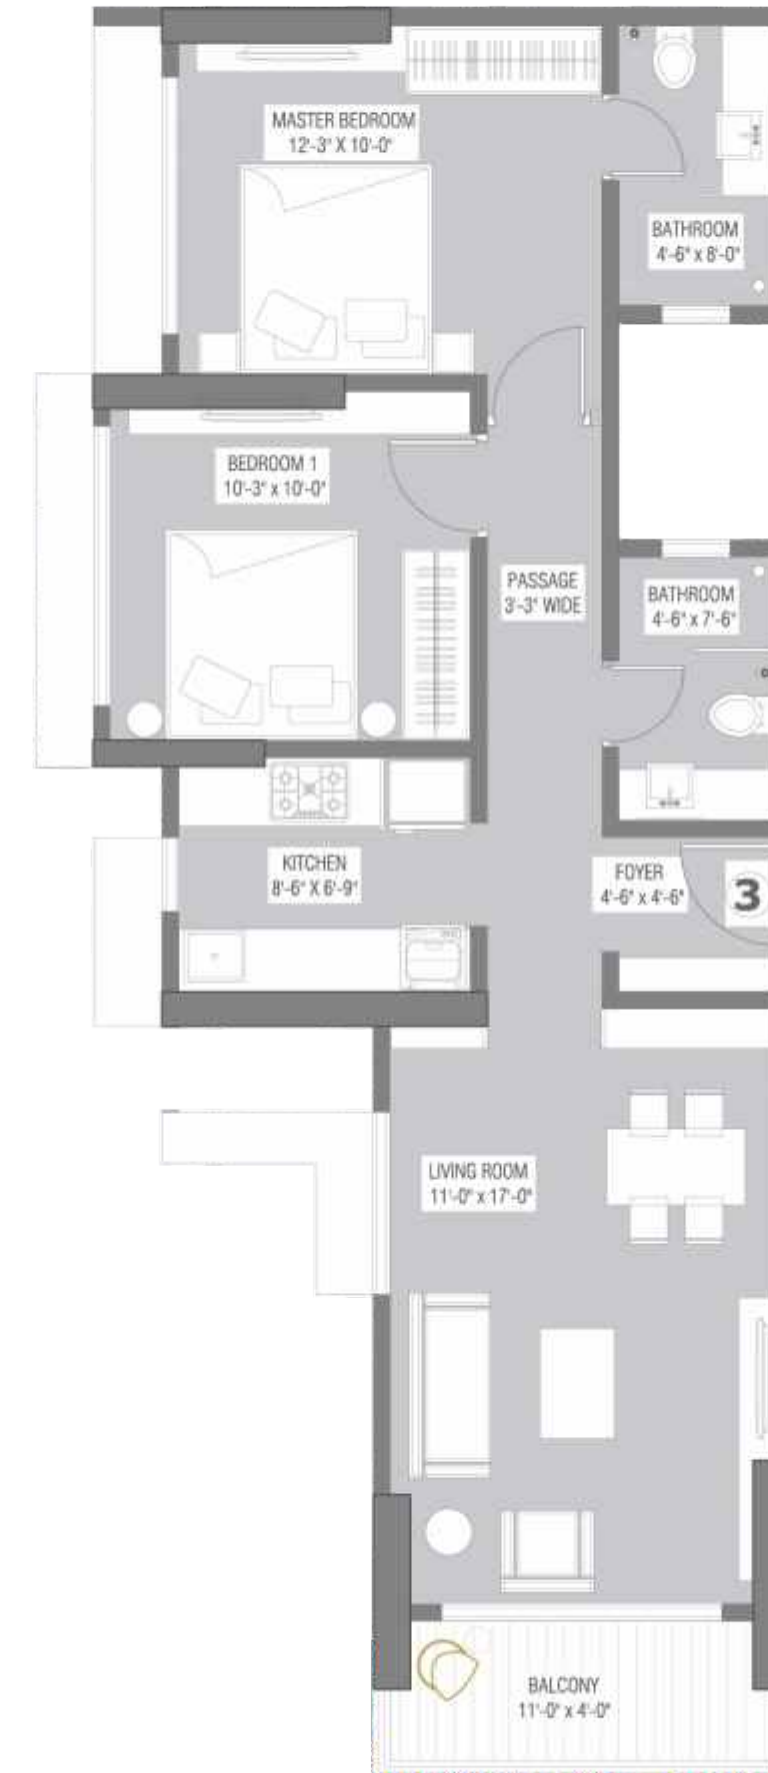 MASTER BEDROOM
12'-3" X 10'-0"
BATHROOM
4'-6" x 8'-0"
BEDROOM 1
10'-3" x 10'-0"
PASSAGE
3'-3" WIDE
BATHROOM
4'-6" x 7'-6"
KITCHEN
8'-6" X 6'-9"
FOYER
4'-6" x 4'-6"
3
LIVING ROOM
11'-0" x 17'-0"
BALCONY
11'-0" x 4'-0"